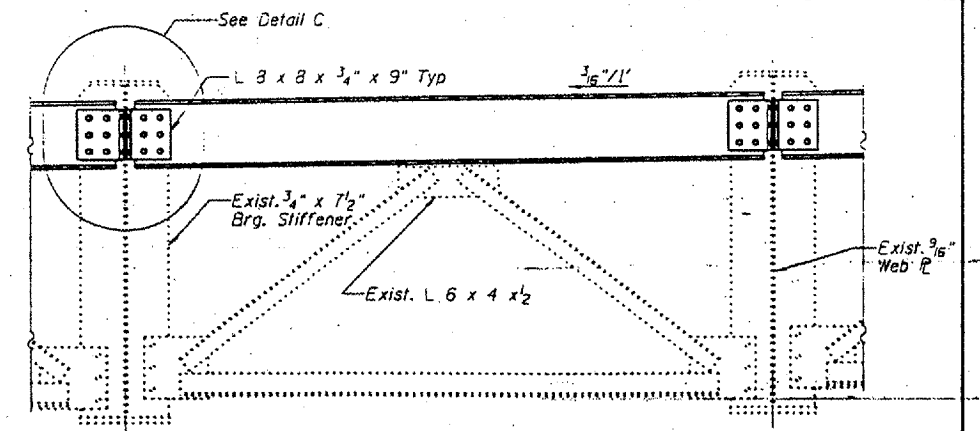 See Detail C
L 8 x 8 x 3/4" x 9" Typ
3/16"/1'
Exist. 3/4" x 7 1/2"
Brg. Stiffener
Exist. 9/16"
Web ℄
Exist. L 6 x 4 x 1/2